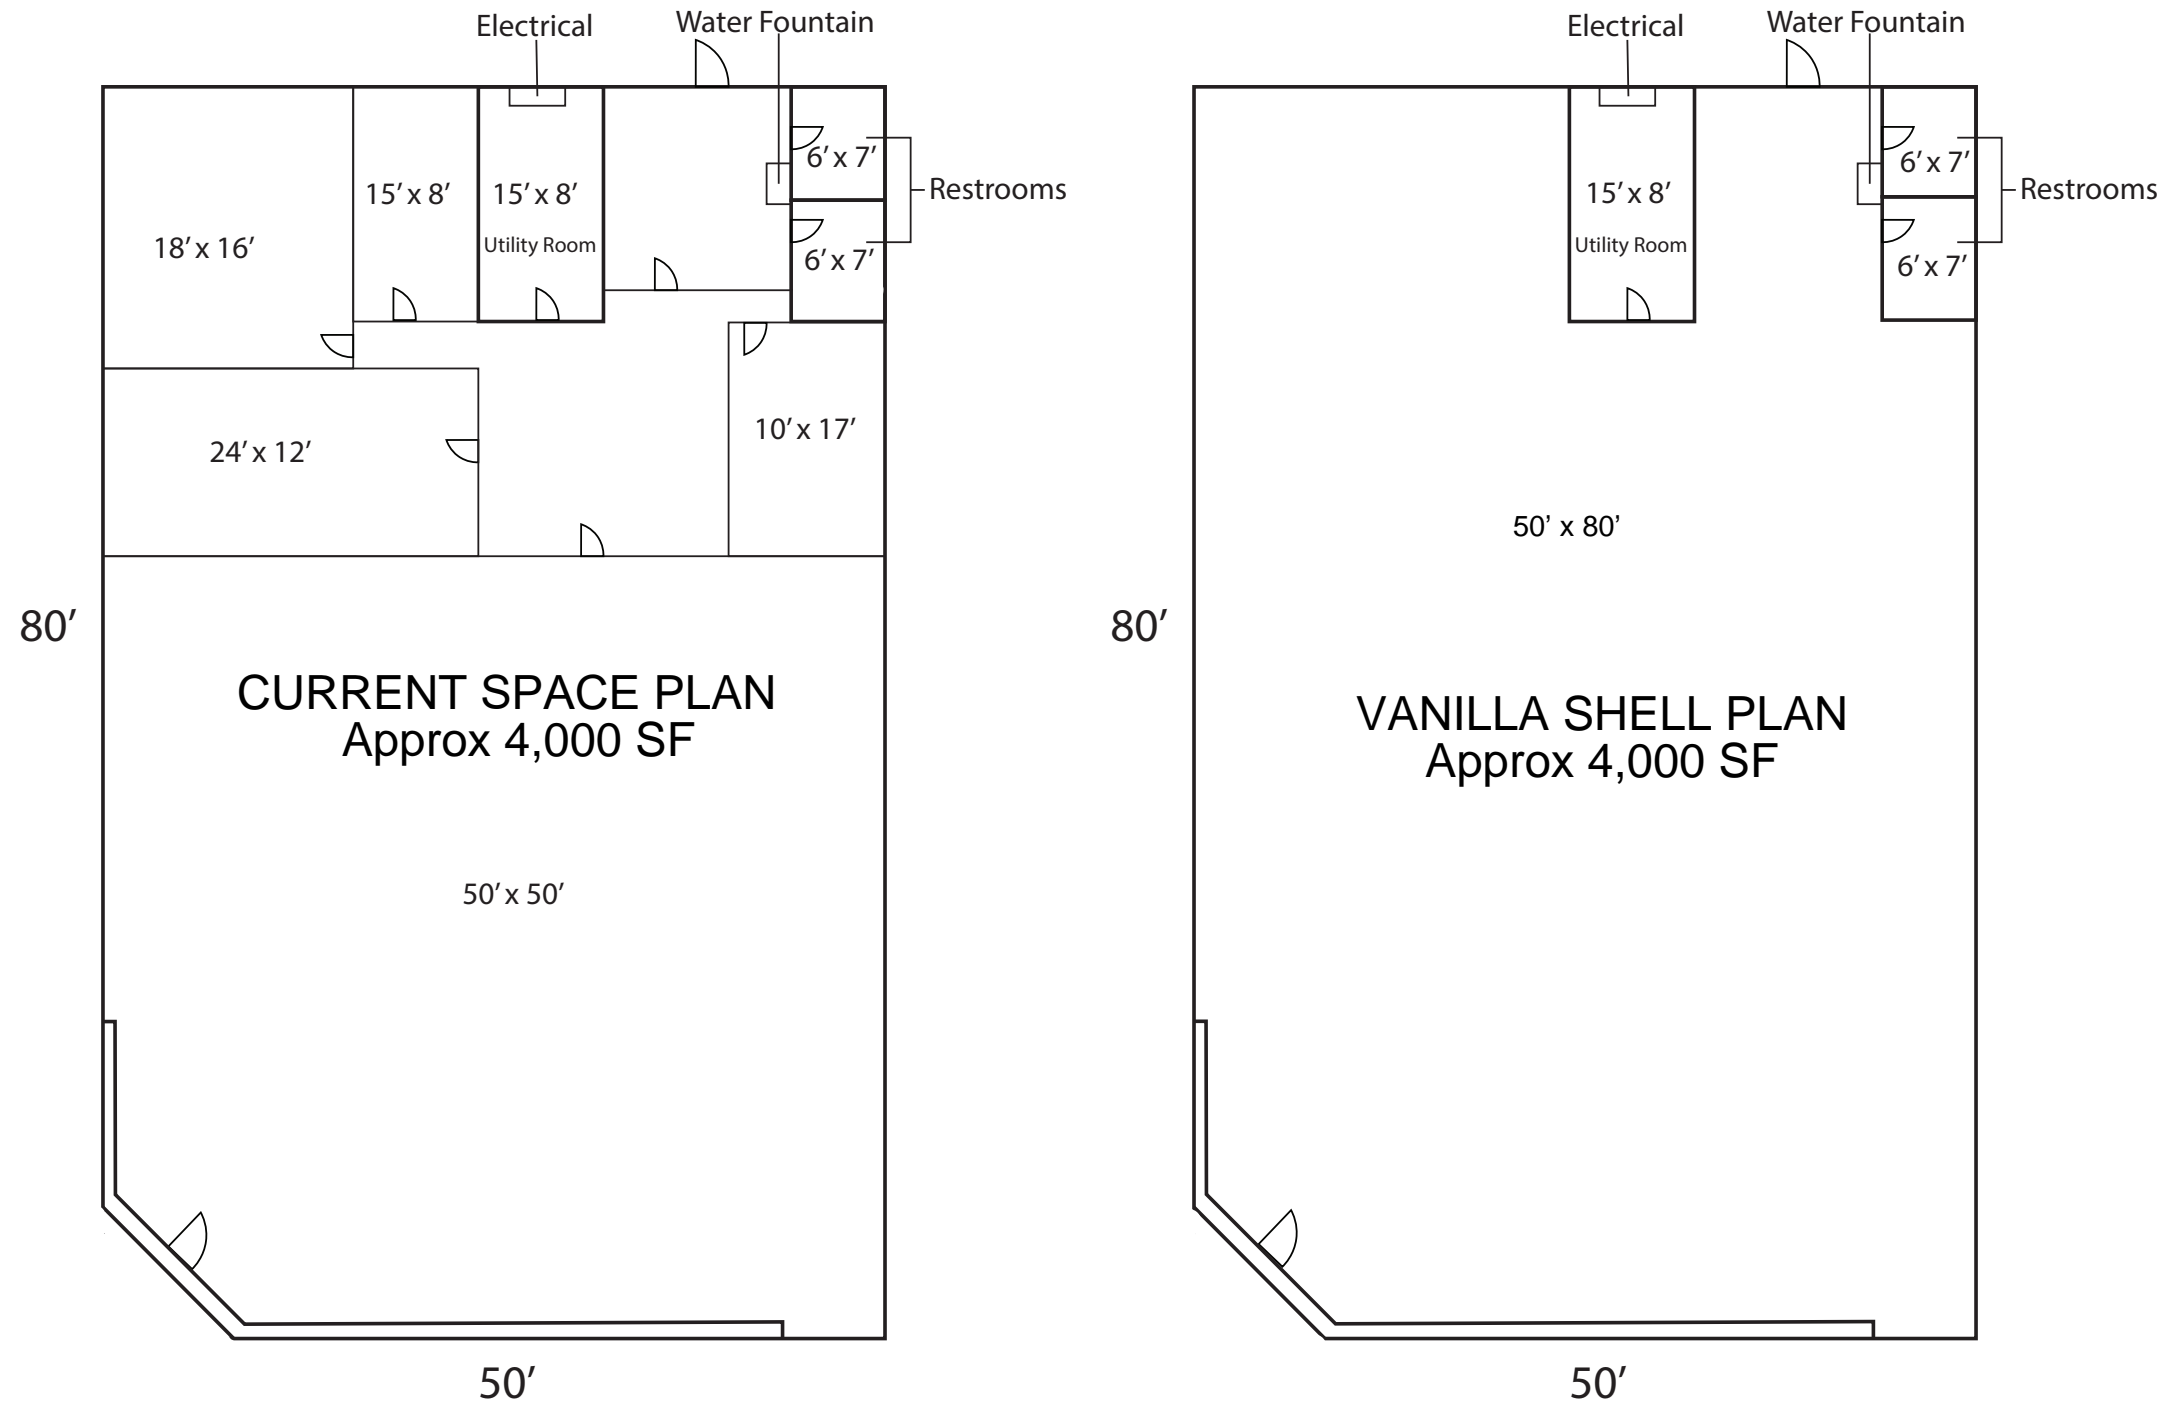 Electrical
Water Fountain
15’ x 8’
15’ x 8’
Utility Room
6’ x 7’
Restrooms
18’ x 16’
6’ x 7’
10’ x 17’
24’ x 12’
80’
CURRENT SPACE PLAN
Approx 4,000 SF
50’ x 50’
50’
Electrical
Water Fountain
6’ x 7’
Restrooms
15’ x 8’
Utility Room
6’ x 7’
50’ x 80’
80’
VANILLA SHELL PLAN
Approx 4,000 SF
50’